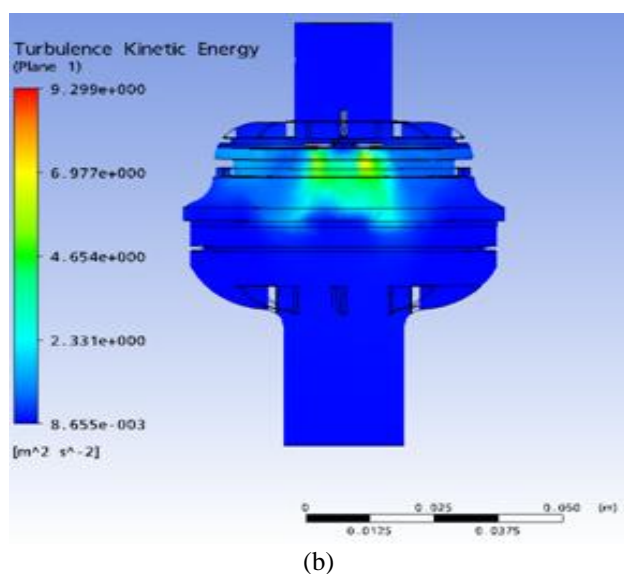 Turbulence Kinetic Energy
(Plane 1)
9.299e+000
6.977e+000
4.654e+000
2.331e+000
8.655e-003
[m^2 s^-2]
0 0.025 0.050 (m)
0.0125 0.0375
(b)